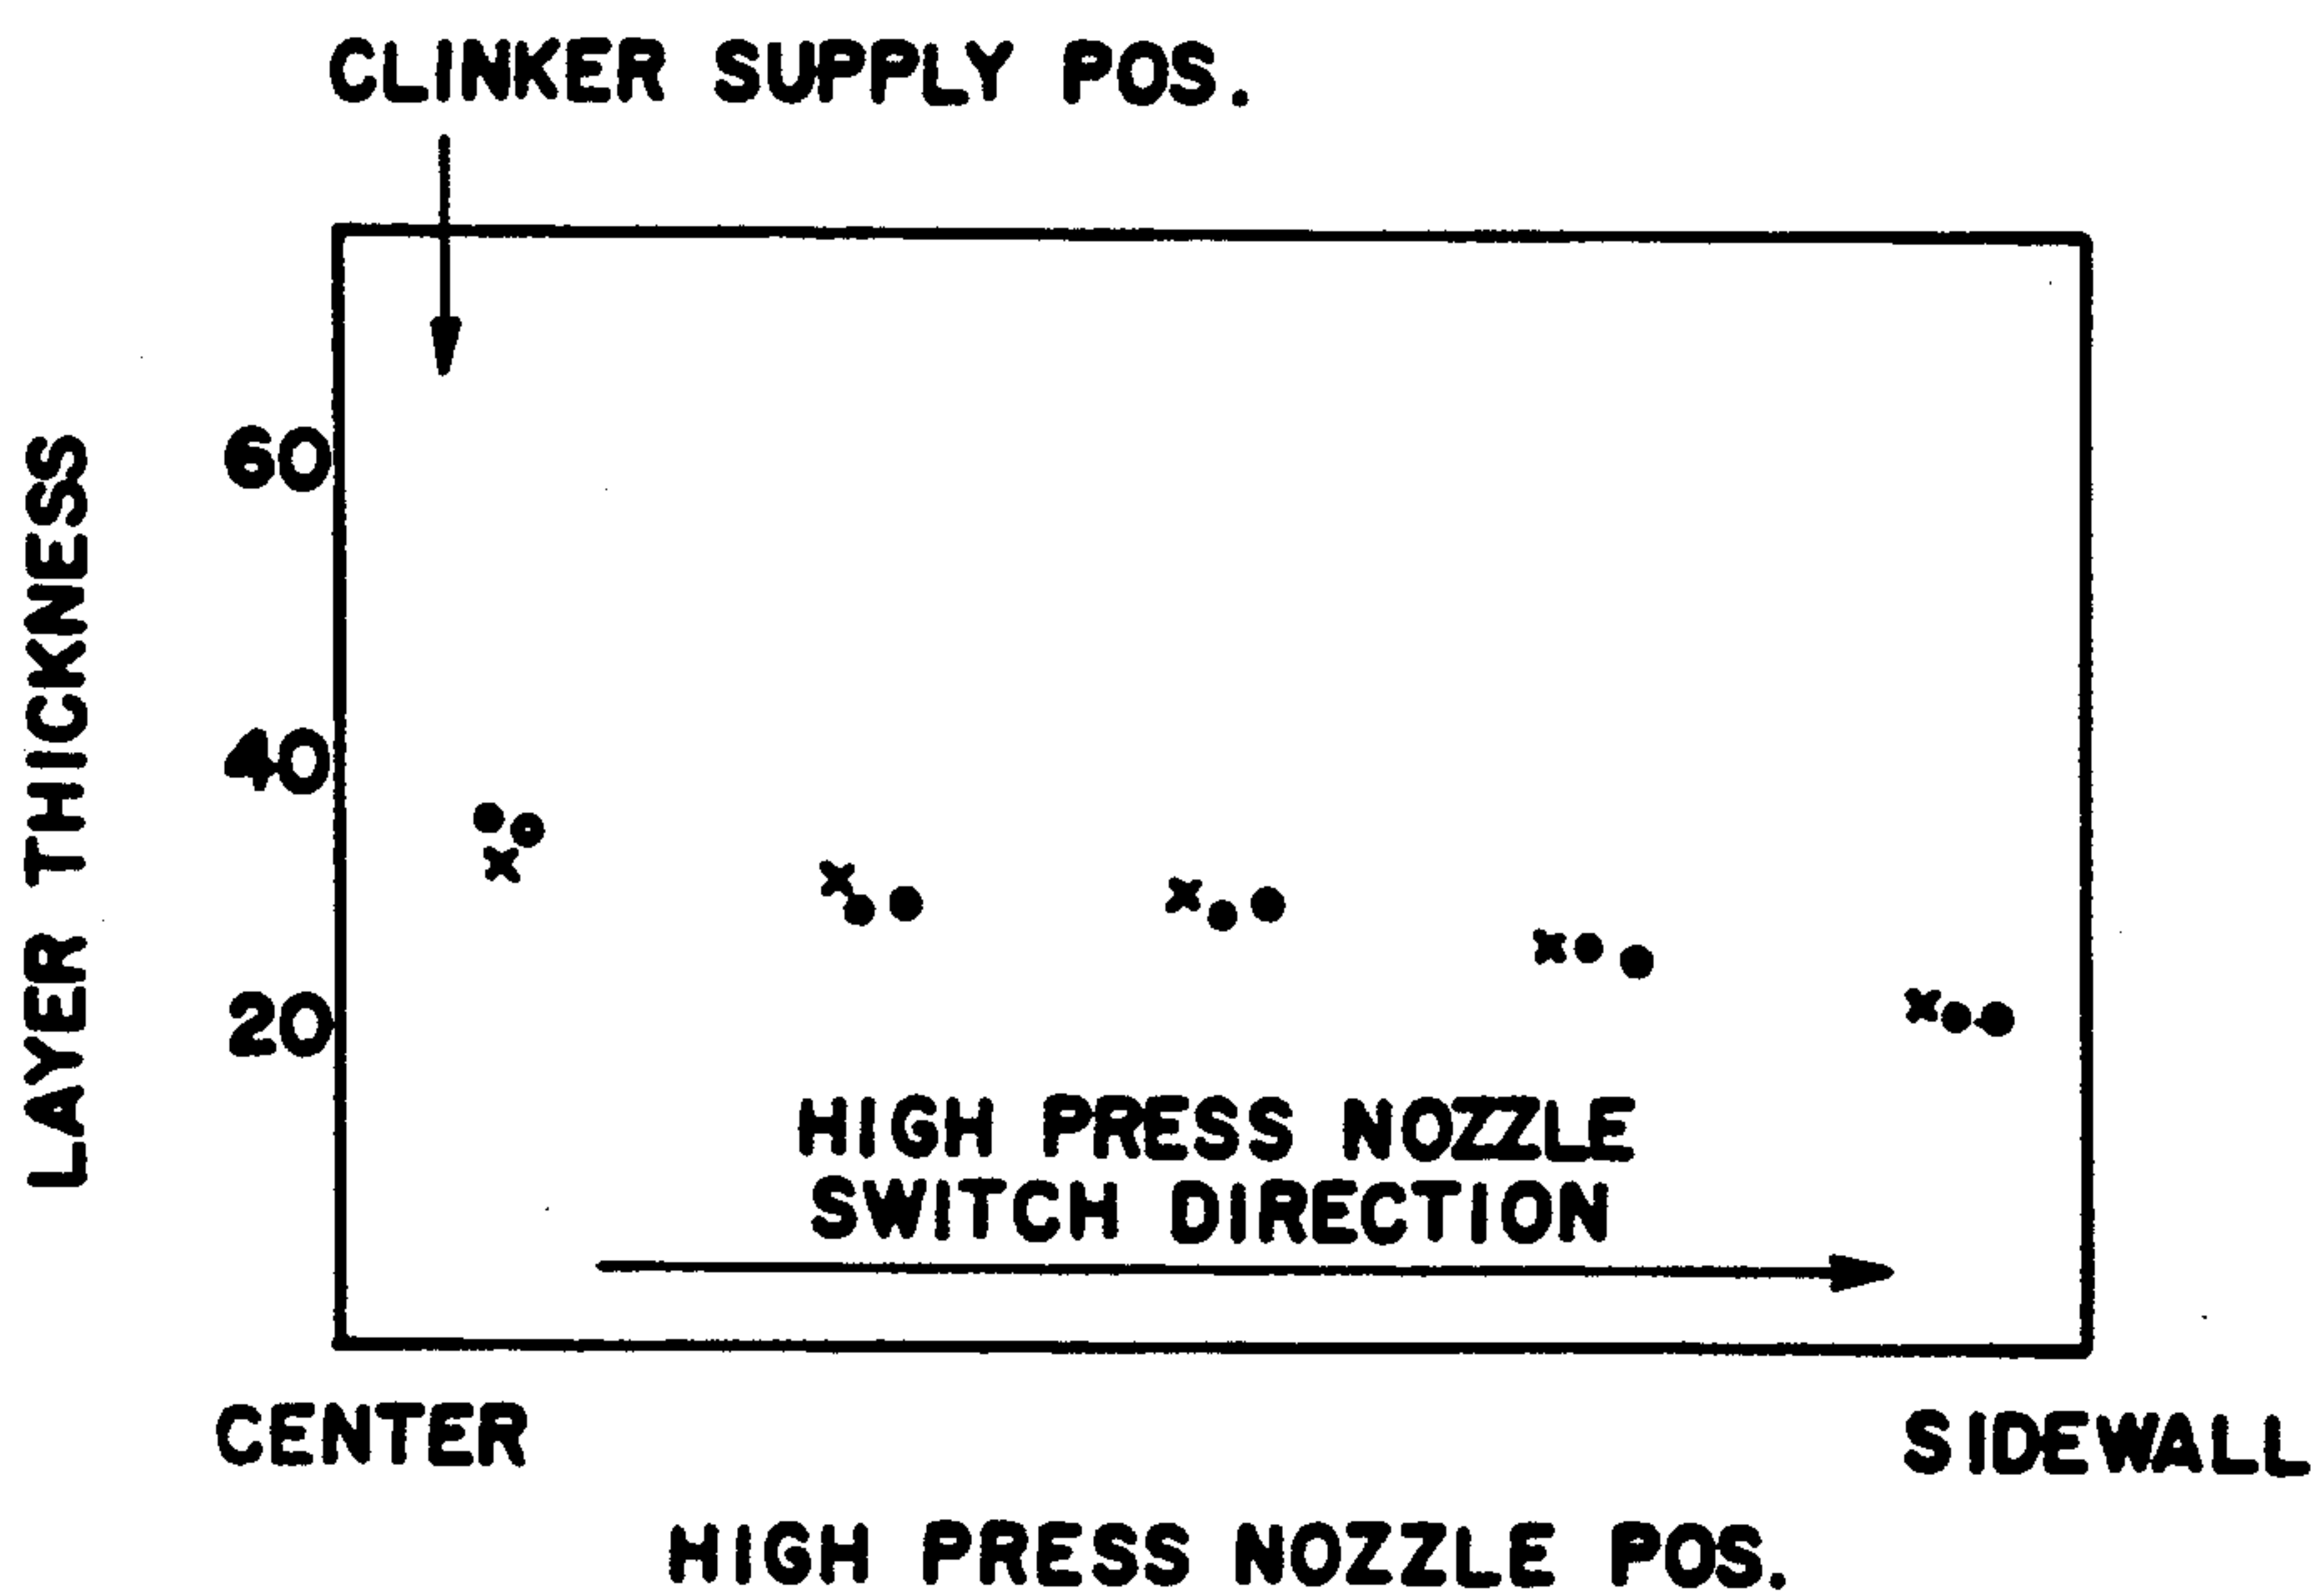 CLINKER SUPPLY POS.
LAYER THICKNESS
60
40
20
HIGH PRESS NOZZLE
SWITCH DIRECTION
CENTER
SIDEWALL
HIGH PRESS NOZZLE POS.